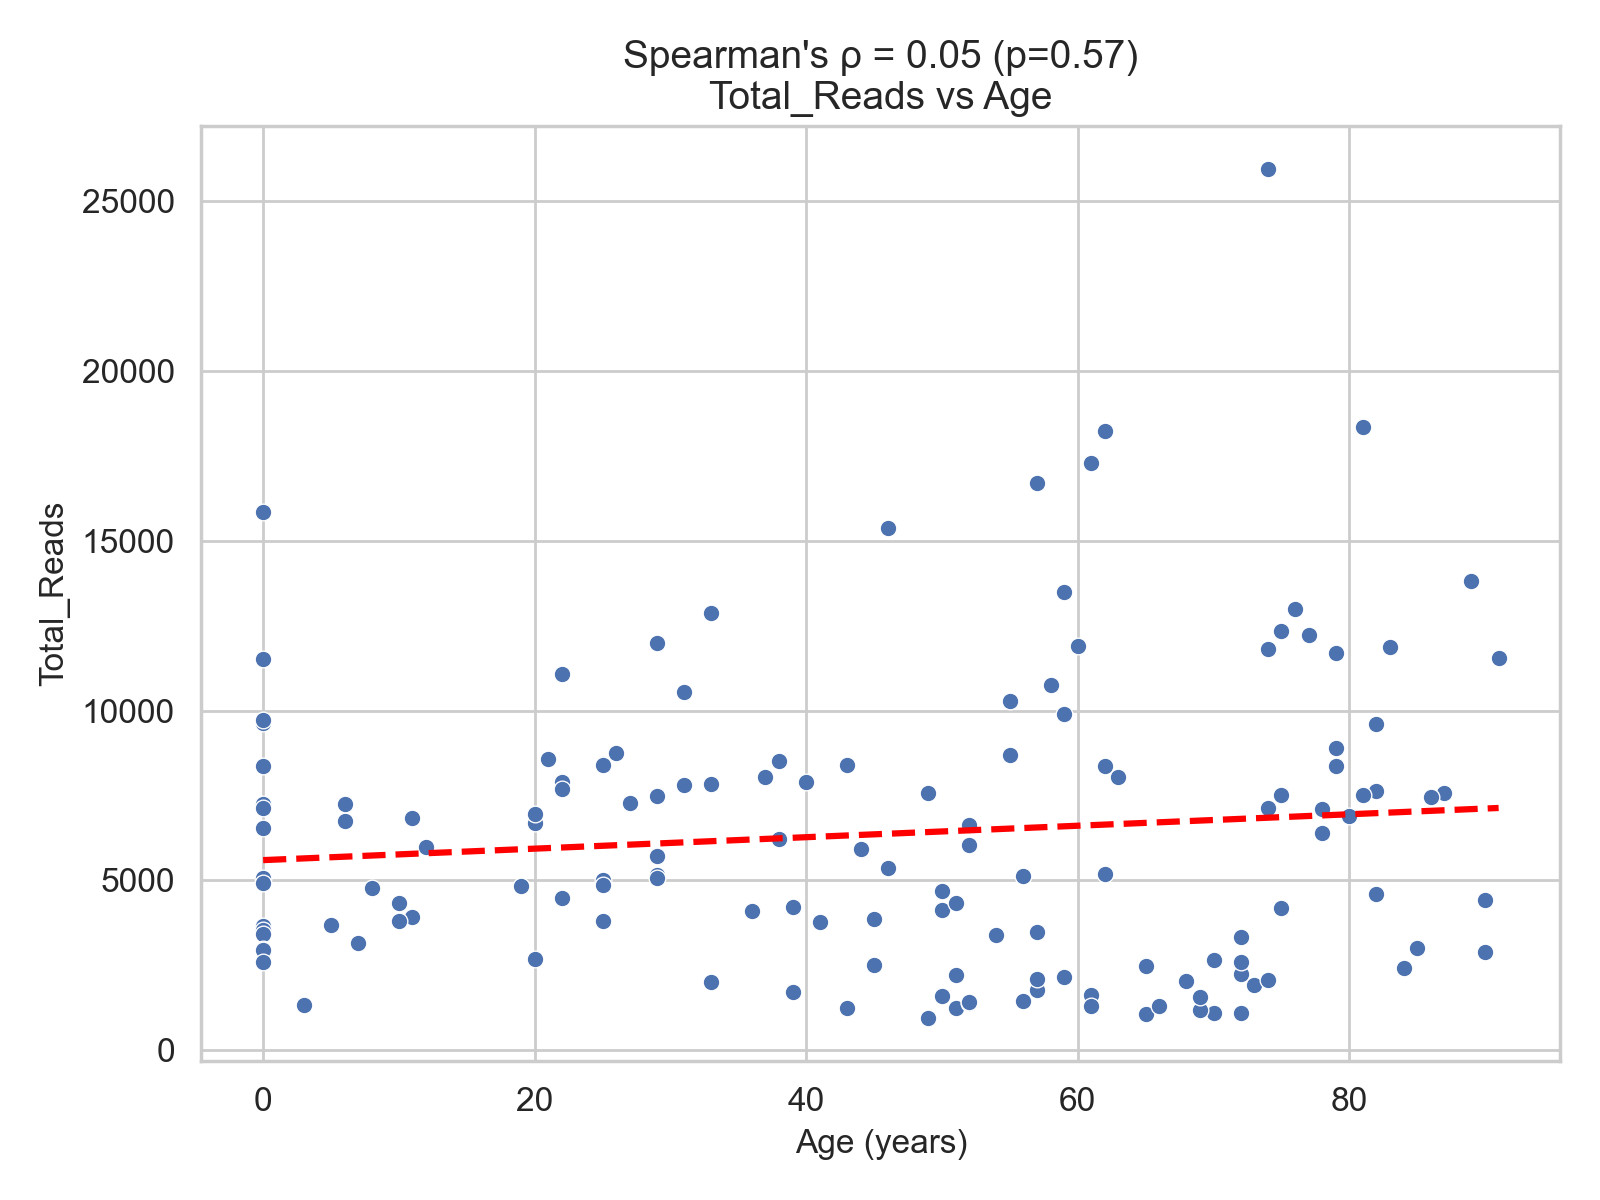 Spearman's ρ = 0.05 (p=0.57)
Total_Reads vs Age
25000
20000
15000
10000
5000
0
Total_Reads
0 20 40 60 80
Age (years)